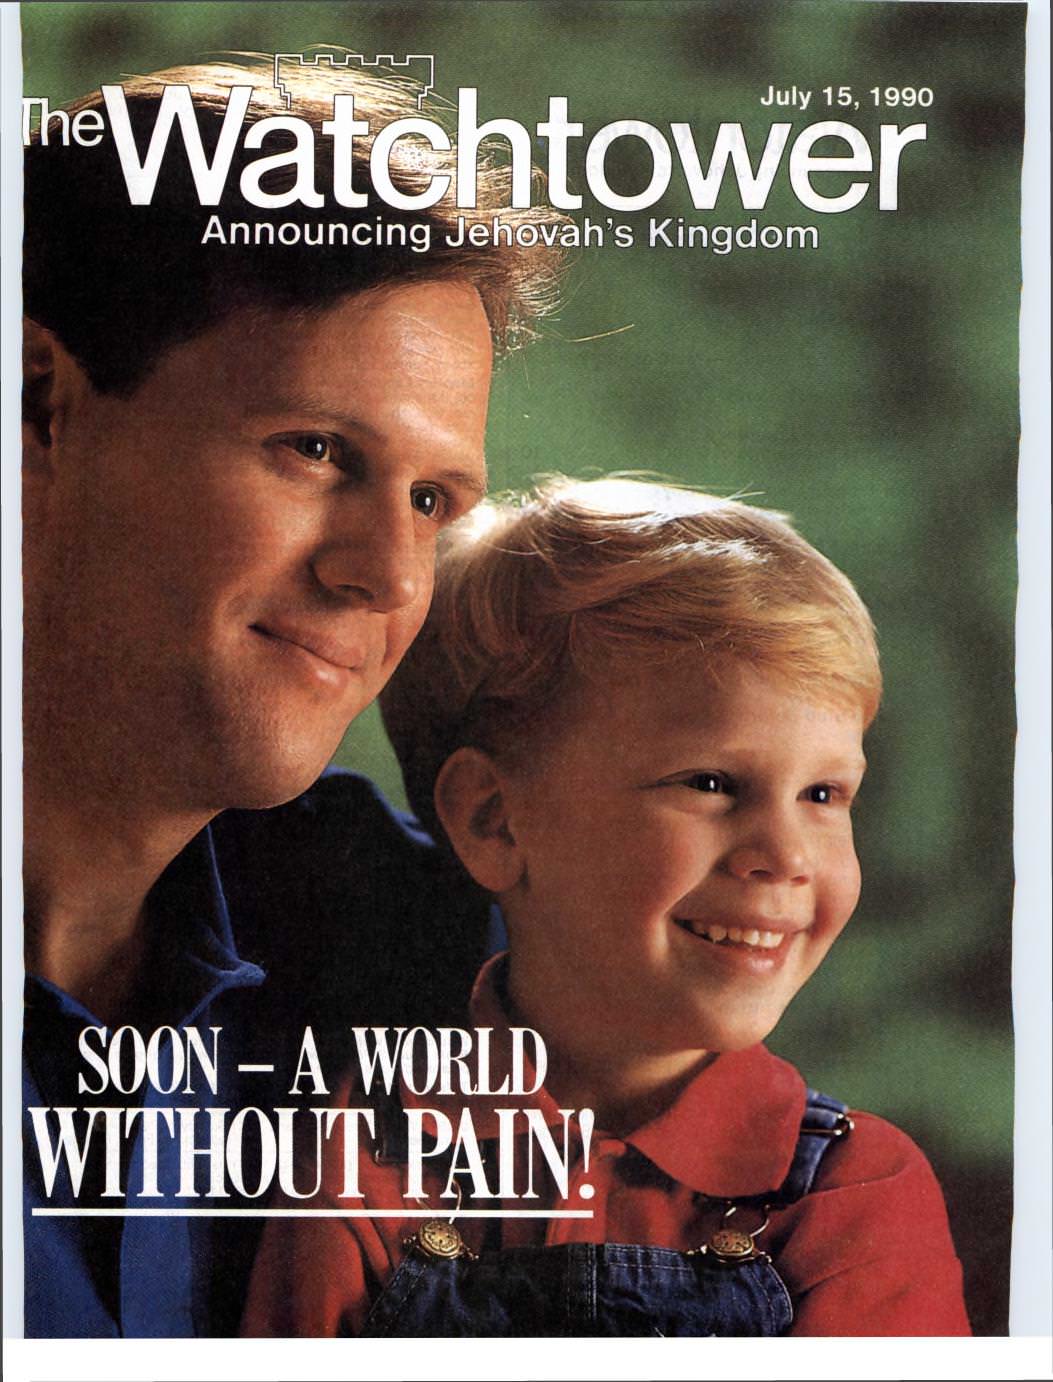 July 15, 1990
The Watchtower
Announcing Jehovah's Kingdom
SOON – A WORLD
WITHOUT PAIN!